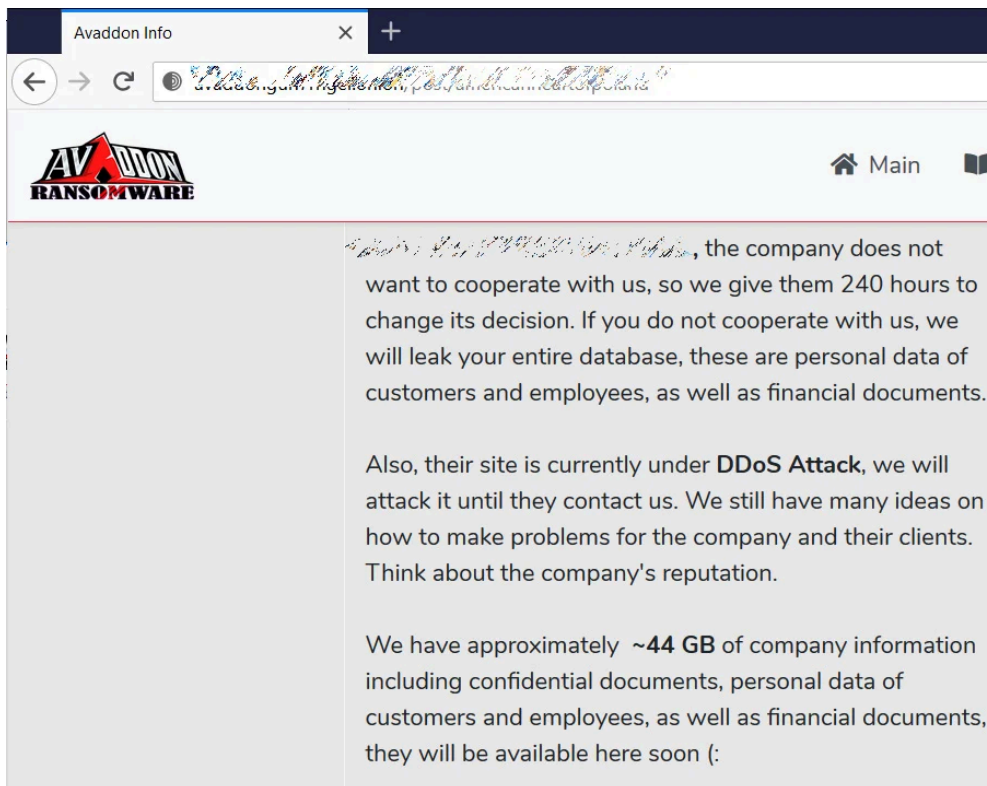 Avaddon Info
AVADDON
RANSOMWARE
Main
, the company does not
want to cooperate with us, so we give them 240 hours to
change its decision. If you do not cooperate with us, we
will leak your entire database, these are personal data of
customers and employees, as well as financial documents.
Also, their site is currently under DDoS Attack, we will
attack it until they contact us. We still have many ideas on
how to make problems for the company and their clients.
Think about the company's reputation.
We have approximately ~44 GB of company information
including confidential documents, personal data of
customers and employees, as well as financial documents,
they will be available here soon (: